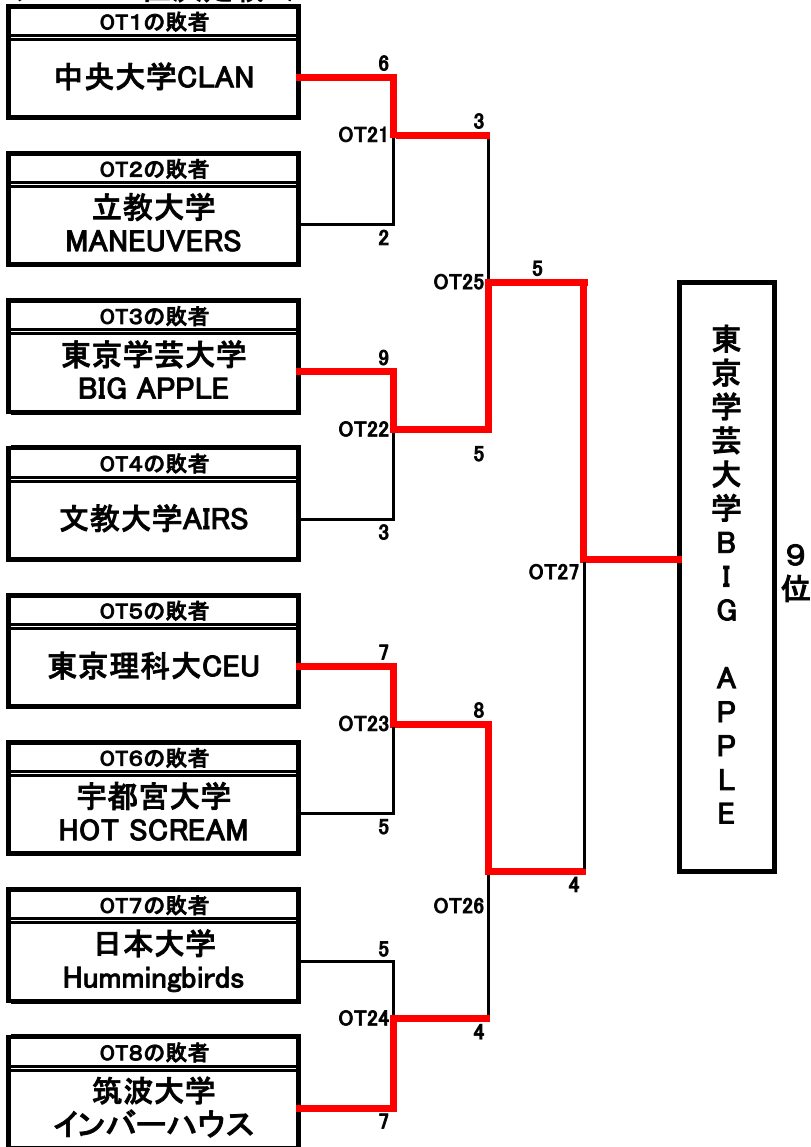 OT1の敗者
中央大学CLAN
6
OT21
3
OT2の敗者
立教大学
MANEUVERS
2
OT25
5
OT3の敗者
東京学芸大学
BIG APPLE
9
OT22
5
OT4の敗者
文教大学AIRS
3
OT27
東京学芸大学BIG APPLE
9位
OT5の敗者
東京理科大CEU
7
OT23
8
OT6の敗者
宇都宮大学
HOT SCREAM
5
4
OT26
OT7の敗者
日本大学
Hummingbirds
5
OT24
4
OT8の敗者
筑波大学
インバーハウス
7